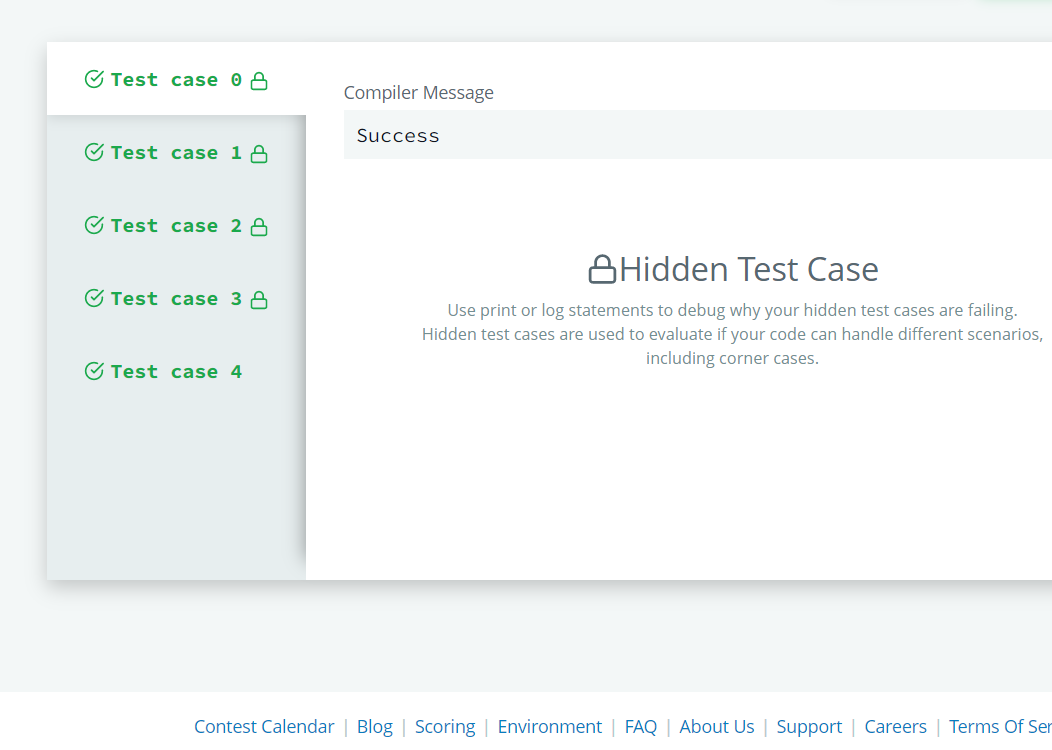 Test case 0
Test case 1
Test case 2
Test case 3
Test case 4
Compiler Message
Success
Hidden Test Case
Use print or log statements to debug why your hidden test cases are failing.
Hidden test cases are used to evaluate if your code can handle different scenarios,
including corner cases.
Contest Calendar | Blog | Scoring | Environment | FAQ | About Us | Support | Careers | Terms Of Ser